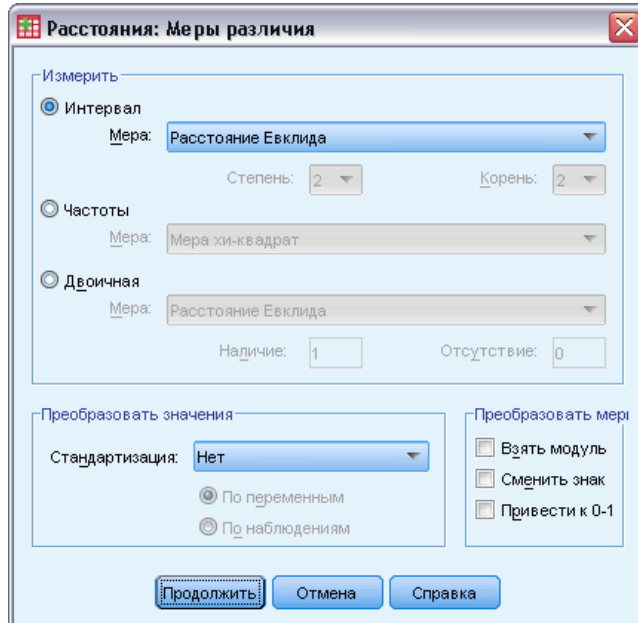 Расстояния: Меры различия
Измерить
Интервал
Мера: Расстояние Евклида
Степень: 2 Корень: 2
Частоты
Мера: Мера хи-квадрат
Двоичная
Мера: Расстояние Евклида
Наличие: 1 Отсутствие: 0
Преобразовать значения
Стандартизация: Нет
По переменным
По наблюдениям
Преобразовать мері
Взять модуль
Сменить знак
Привести к 0-1
Продолжить Отмена Справка